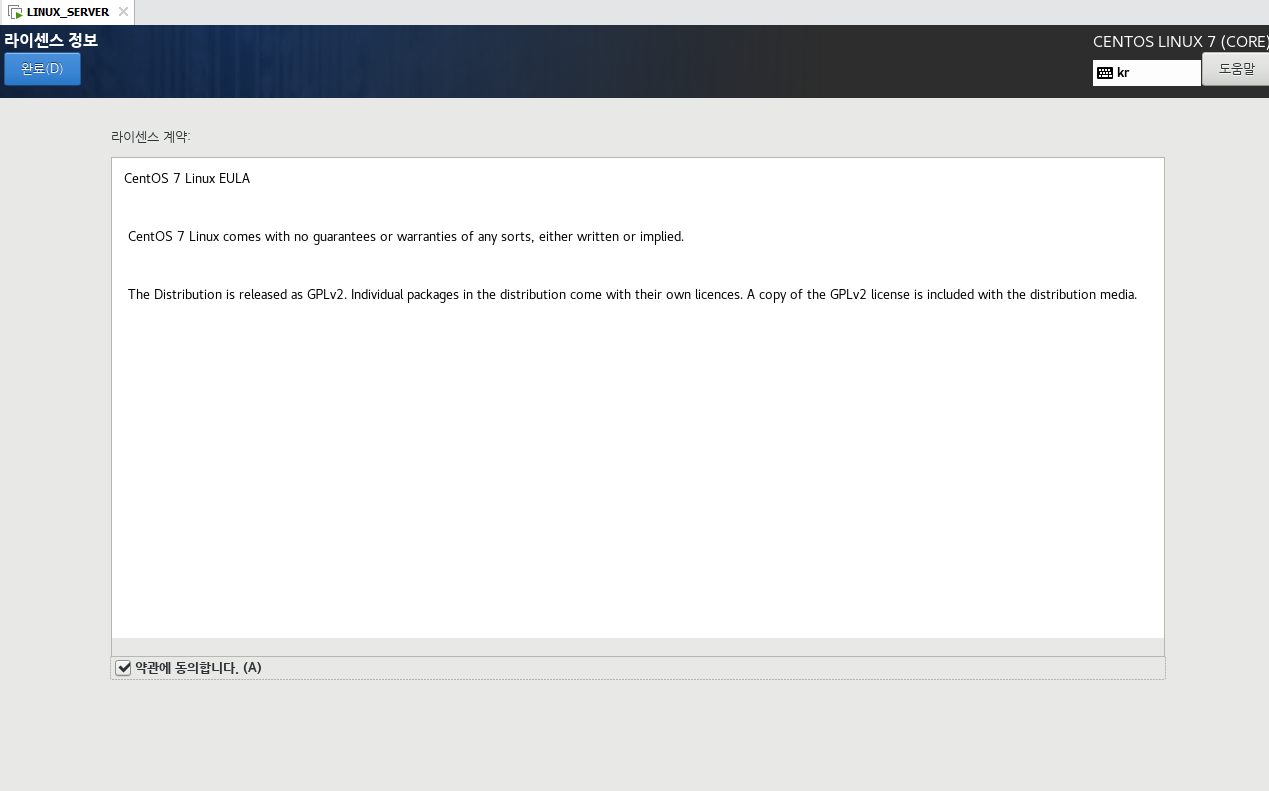 LINUX_SERVER
라이센스 정보
CENTOS LINUX 7 (CORE)
완료(D)
kr
도움말
라이센스 계약:
CentOS 7 Linux EULA
CentOS 7 Linux comes with no guarantees or warranties of any sorts, either written or implied.
The Distribution is released as GPLv2. Individual packages in the distribution come with their own licences. A copy of the GPLv2 license is included with the distribution media.
약관에 동의합니다. (A)